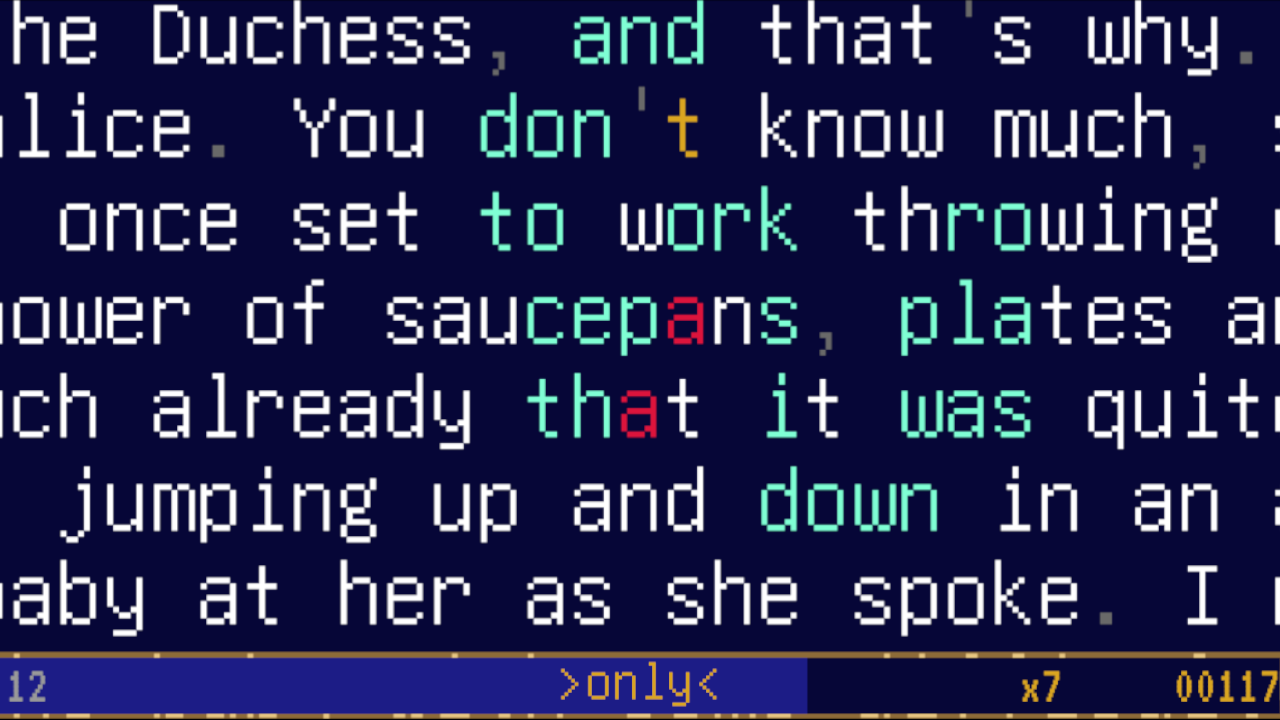 he Duchess, and that's why.
lice. You don't know much,
once set to work throwing
ower of saucepans, plates a
ch already that it was quit
jumping up and down in an
aby at her as she spoke. I
12 >only< x7 00117